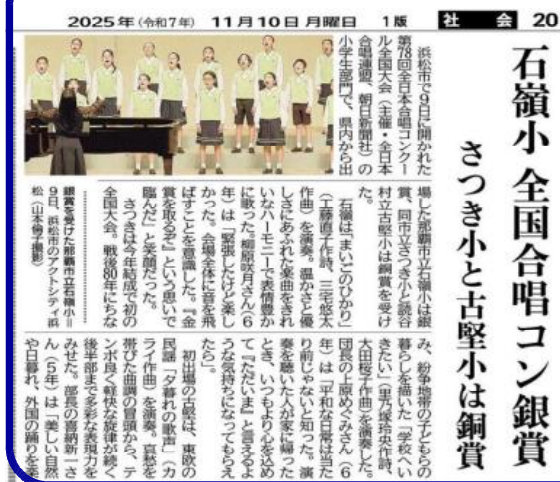 2025年(令和7年) 11月10日 月曜日 1版 社会 20
石嶺小 全国合唱コン銀賞
さつき小と古堅小は銅賞
浜松市で9日に開かれた
第78回全日本合唱コンクー
ル全国大会(主催・全日本
合唱連盟、朝日新聞社)の
小学生部門で、県内から出
場した那覇市立石嶺小は銀
賞、同市立さつき小と読谷
村立古堅小は銅賞を受け
た。
石嶺は「まいごのひかり」
(工藤直子作詩、三宅悠太
作曲)を演奏。温かさと優
しさにあふれた楽曲をきれ
いなハーモニーで表情豊か
に歌った。柳原咲月さん(6
年)は「緊張したけど楽し
かった。会場全体に音を飛
ばすことを意識した。『金
賞を取るぞ』という思いで
臨んだ」と笑顔だった。
さつきは今在結成で初の
全国大会。戦後80年にちな
み、紛争地帯の子どもらの
暮らしを描いた「学校へい
きたい」(里乃塚玲央作詩、
大田桜子作曲)を演奏した。
団長の上原めぐみさん(6
年)は「平和な日常は当た
り前じゃないと知った。演
奏を聴いた人が家に帰った
とき、いつもより心を込め
て『ただいま』と言えるよ
うな気持ちになってもらえ
たら」。
初出場の古堅は、東欧の
民謡「夕暮れの歌声」(カ
ライ作曲)を演奏。哀愁を
帯びた曲調の冒頭から、テ
ンポ良く軽快な旋律が続く
後半部まで多彩な表現力を
みせた。部長の喜納新一さ
ん(5年)は「美しい自然
や日暮れ、外国の踊りを楽
銀賞を受けた那覇市立石嶺小=
9日、浜松市のアクトシティ浜
松(山本倫子撮影)